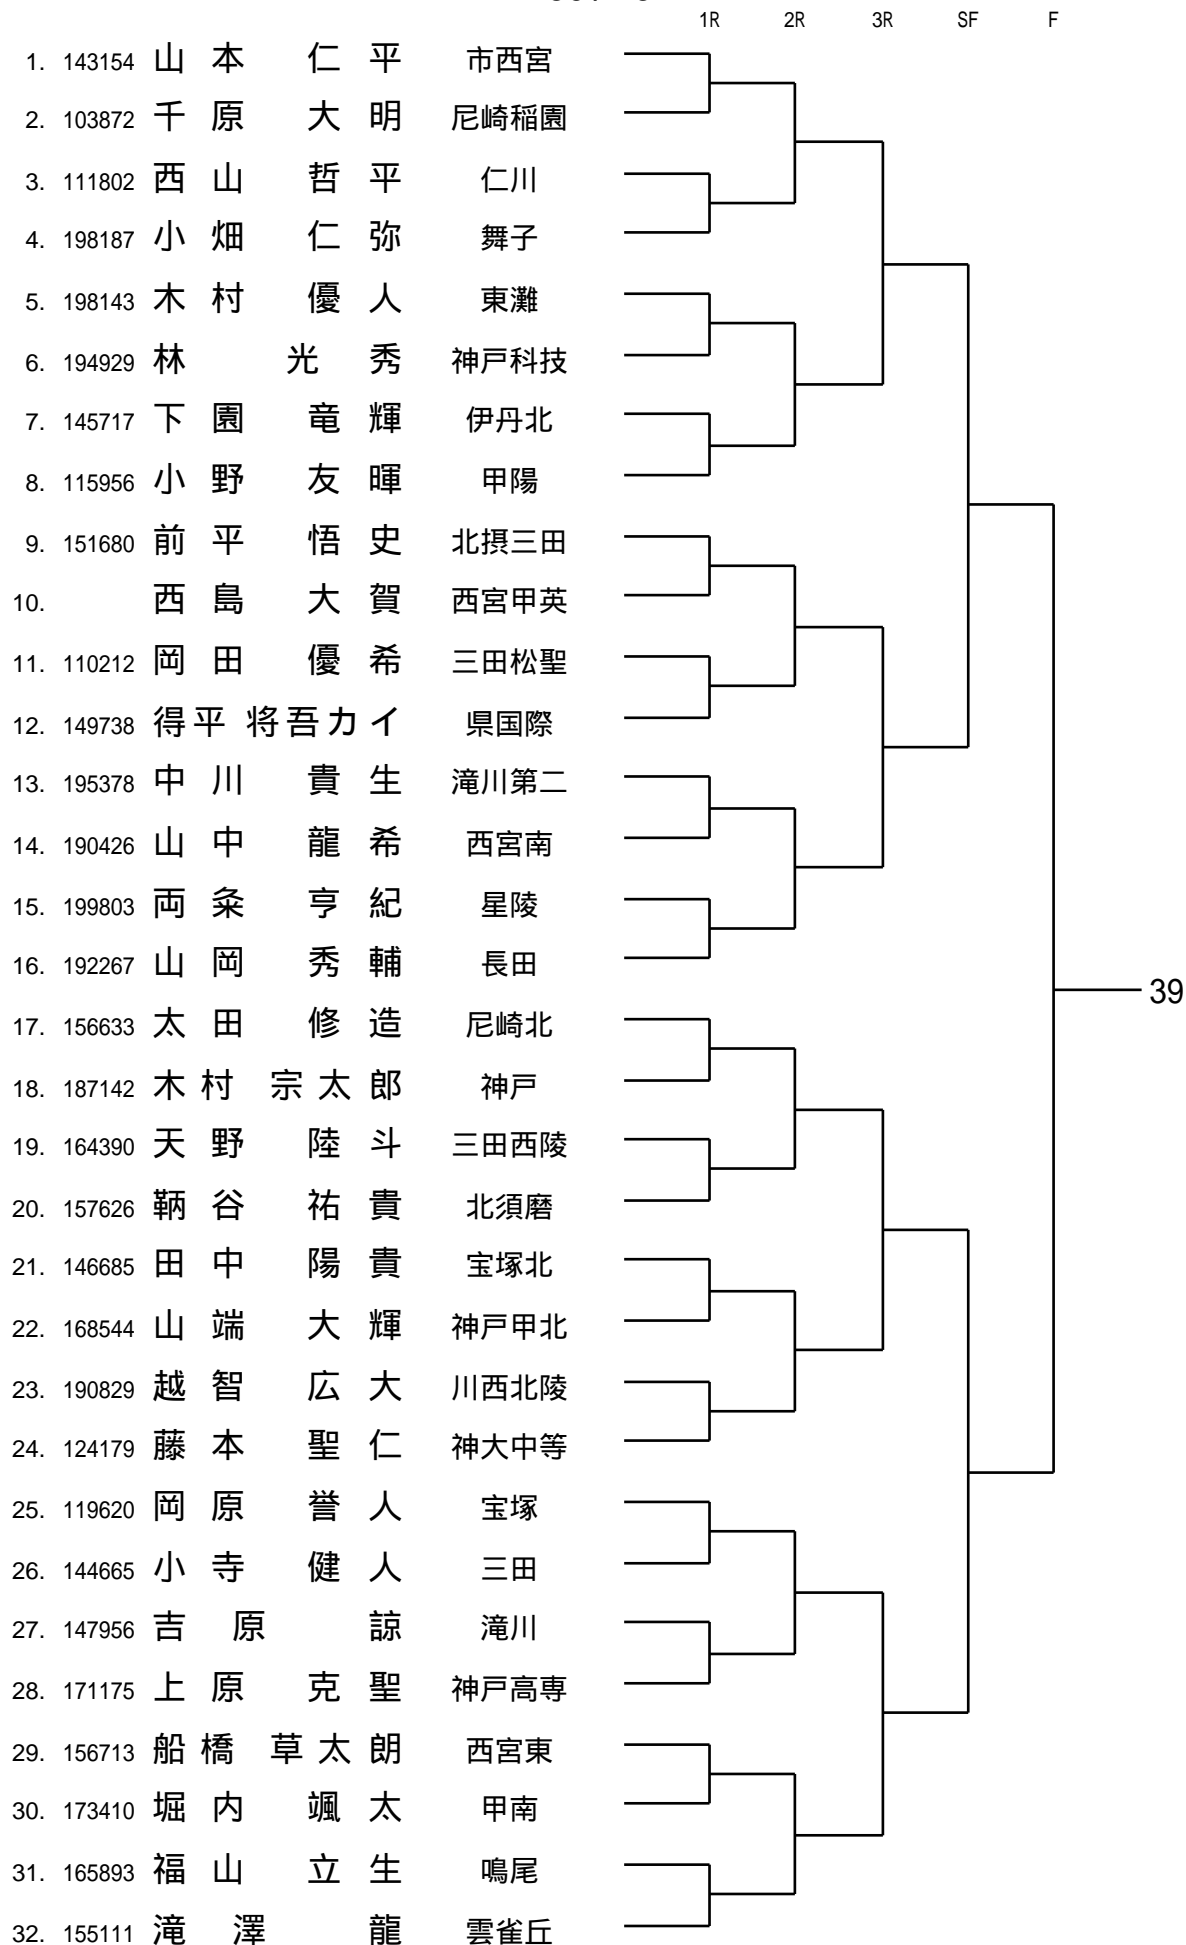 1R 2R 3R SF F
1. 143154 山本 仁平 市西宮
2. 103872 千原 大明 尼崎稲園
3. 111802 西山 哲平 仁川
4. 198187 小畑 仁弥 舞子
5. 198143 木村 優人 東灘
6. 194929 林 光秀 神戸科技
7. 145717 下園 竜輝 伊丹北
8. 115956 小野 友暉 甲陽
9. 151680 前平 悟史 北摂三田
10. 西島 大賀 西宮甲英
11. 110212 岡田 優希 三田松聖
12. 149738 得平 将吾カイ 県国際
13. 195378 中川 貴生 滝川第二
14. 190426 山中 龍希 西宮南
15. 199803 両粂 亨紀 星陵
16. 192267 山岡 秀輔 長田
39
17. 156633 太田 修造 尼崎北
18. 187142 木村 宗太郎 神戸
19. 164390 天野 陸斗 三田西陵
20. 157626 鞆谷 祐貴 北須磨
21. 146685 田中 陽貴 宝塚北
22. 168544 山端 大輝 神戸甲北
23. 190829 越智 広大 川西北陵
24. 124179 藤本 聖仁 神大中等
25. 119620 岡原 誉人 宝塚
26. 144665 小寺 健人 三田
27. 147956 吉原 諒 滝川
28. 171175 上原 克聖 神戸高専
29. 156713 船橋 草太朗 西宮東
30. 173410 堀内 颯太 甲南
31. 165893 福山 立生 鳴尾
32. 155111 滝澤 龍 雲雀丘